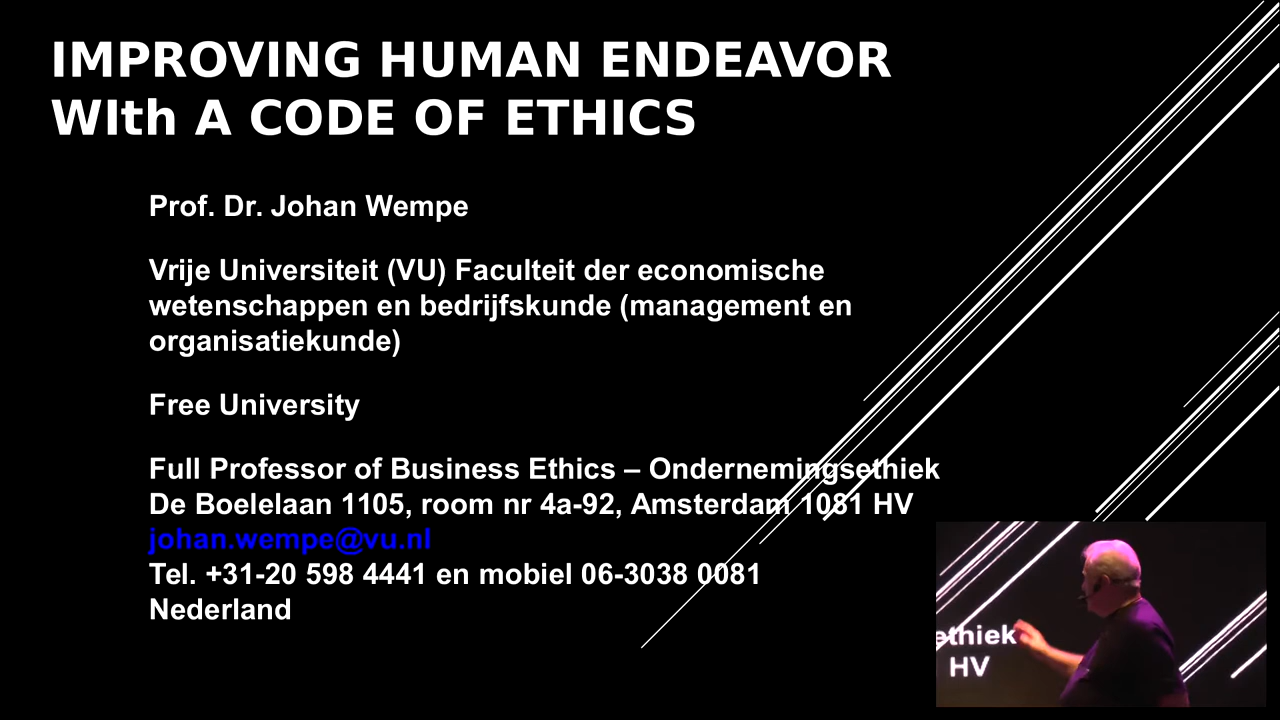 IMPROVING HUMAN ENDEAVOR
WIth A CODE OF ETHICS
Prof. Dr. Johan Wempe
Vrije Universiteit (VU) Faculteit der economische
wetenschappen en bedrijfskunde (management en
organisatiekunde)
Free University
Full Professor of Business Ethics – Ondernemingsethiek
De Boelelaan 1105, room nr 4a-92, Amsterdam 1081 HV
johan.wempe@vu.nl
Tel. +31-20 598 4441 en mobiel 06-3038 0081
Nederland
ethiek
HV